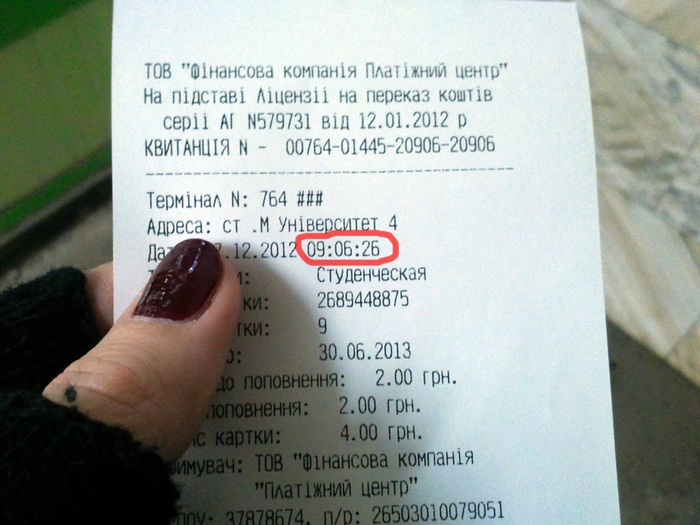 ТОВ "Фінансова компанія Платіжний центр"
На підставі Ліцензії на переказ коштів
серії АГ N579731 від 12.01.2012 р
КВИТАНЦІЯ N - 00764-01445-20906-20906
Термінал N: 764 ###
Адреса: ст .М Університет 4
.12.2012 09:06:26
Студенческая
2689448875
9
30.06.2013
до поповнення: 2.00 грн.
поповнення: 2.00 грн.
картки: 4.00 грн.
ТОВ "Фінансова компанія
"Платіжний центр"
37878674, п/р: 26503010079051